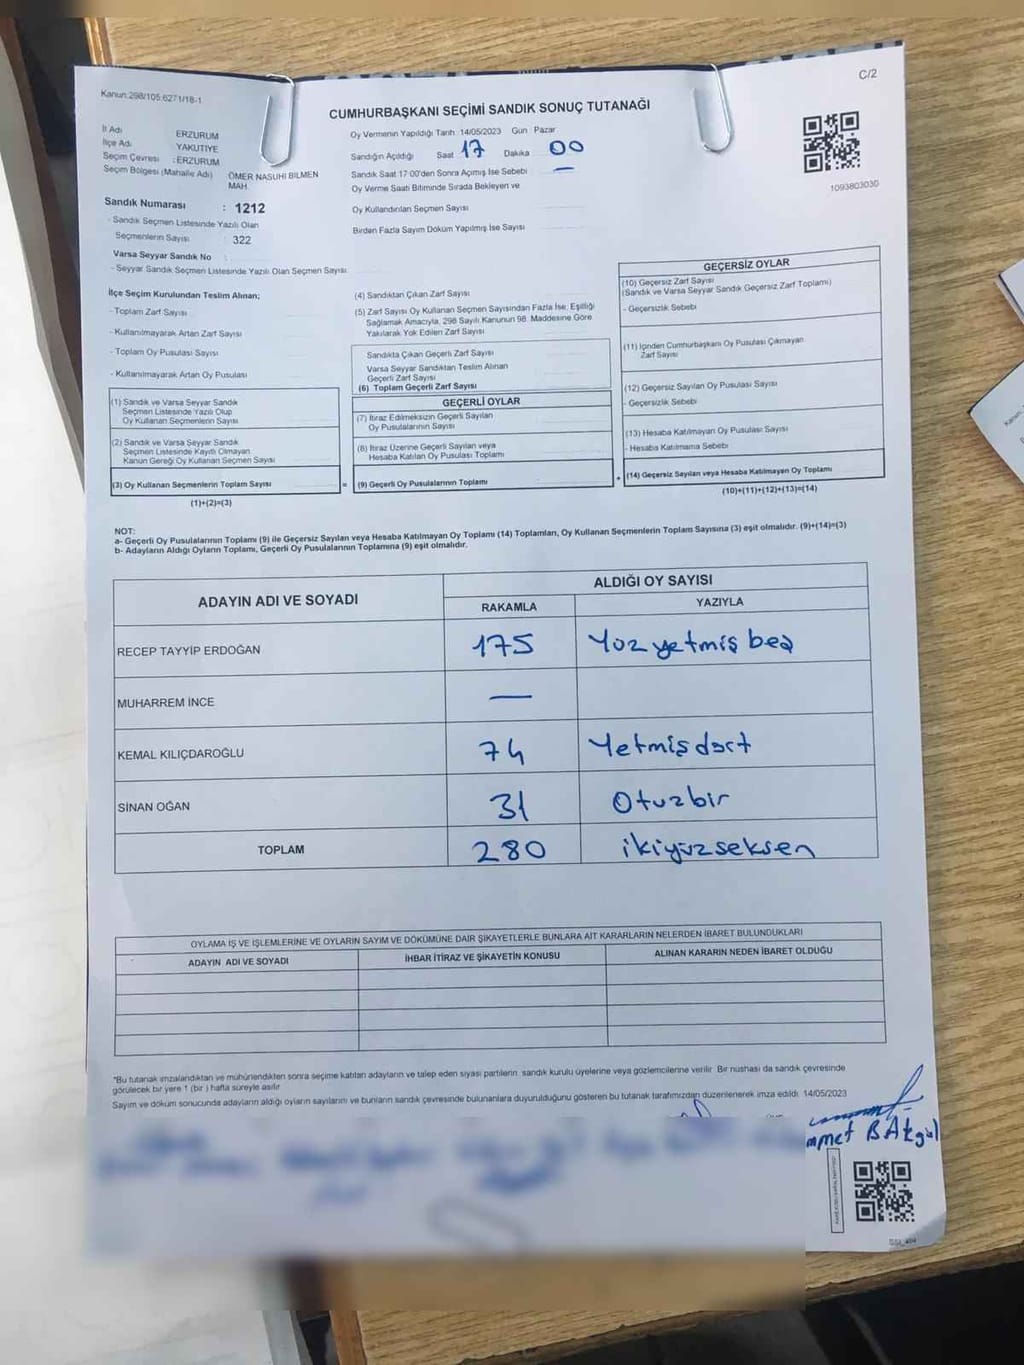 C/2
Kanun:298/105;6271/18-1
CUMHURBAŞKANI SEÇİMİ SANDIK SONUÇ TUTANAĞI
İl Adı ERZURUM
İlçe Adı YAKUTİYE
Seçim Çevresi : ERZURUM
Seçim Bölgesi (Mahalle Adı) ÖMER NASUHİ BİLMEN MAH.
Sandık Numarası : 1212
- Sandık Seçmen Listesinde Yazılı Olan
Seçmenlerin Sayısı 322
Varsa Seyyar Sandık No :
- Seyyar Sandık Seçmen Listesinde Yazılı Olan Seçmen Sayısı
Oy Vermenin Yapıldığı Tarih :14/05/2023 Gün : Pazar
Sandığın Açıldığı Saat 17 Dakika 00
Sandık Saat 17:00'den Sonra Açılmış İse Sebebi —
Oy Verme Saati Bitiminde Sırada Bekleyen ve
Oy Kullandırılan Seçmen Sayısı
Birden Fazla Sayım Döküm Yapılmış İse Sayısı
1093803030
İlçe Seçim Kurulundan Teslim Alınan;
- Toplam Zarf Sayısı
- Kullanılmayarak Artan Zarf Sayısı
- Toplam Oy Pusulası Sayısı
- Kullanılmayarak Artan Oy Pusulası
(1) Sandık ve Varsa Seyyar Sandık
Seçmen Listesinde Yazılı Olup
Oy Kullanan Seçmenlerin Sayısı
(2) Sandık ve Varsa Seyyar Sandık
Seçmen Listesinde Kayıtlı Olmayan
Kanun Gereği Oy Kullanan Seçmen Sayısı
(3) Oy Kullanan Seçmenlerin Toplam Sayısı
(1)+(2)=(3)
(4) Sandıktan Çıkan Zarf Sayısı
(5) Zarf Sayısı Oy Kullanan Seçmen Sayısından Fazla İse; Eşitliği
Sağlamak Amacıyla, 298 Sayılı Kanunun 98. Maddesine Göre
Yakılarak Yok Edilen Zarf Sayısı
Sandıkta Çıkan Geçerli Zarf Sayısı
Varsa Seyyar Sandıktan Teslim Alınan
Geçerli Zarf Sayısı
(6) Toplam Geçerli Zarf Sayısı
GEÇERLİ OYLAR
(7) İtiraz Edilmeksizin Geçerli Sayılan
Oy Pusulalarının Sayısı
(8) İtiraz Üzerine Geçerli Sayılan veya
Hesaba Katılan Oy Pusulası Toplamı
= (9) Geçerli Oy Pusulalarının Toplamı
GEÇERSİZ OYLAR
(10) Geçersiz Zarf Sayısı
(Sandık ve Varsa Seyyar Sandık Geçersiz Zarf Toplamı)
- Geçersizlik Sebebi
(11) İçinden Cumhurbaşkanı Oy Pusulası Çıkmayan
Zarf Sayısı
(12) Geçersiz Sayılan Oy Pusulası Sayısı
- Geçersizlik Sebebi
(13) Hesaba Katılmayan Oy Pusulası Sayısı
- Hesaba Katılmama Sebebi
+ (14) Geçersiz Sayılan veya Hesaba Katılmayan Oy Toplamı
(10)+(11)+(12)+(13)=(14)
NOT:
a- Geçerli Oy Pusulalarının Toplamı (9) ile Geçersiz Sayılan veya Hesaba Katılmayan Oy Toplamı (14) Toplamları, Oy Kullanan Seçmenlerin Toplam Sayısına (3) eşit olmalıdır. (9)+(14)=(3)
b- Adayların Aldığı Oyların Toplamı, Geçerli Oy Pusulalarının Toplamına (9) eşit olmalıdır.
ADAYIN ADI VE SOYADI ALDIĞI OY SAYISI
RAKAMLA YAZIYLA
RECEP TAYYİP ERDOĞAN 175 Yüz yetmiş beş
MUHARREM İNCE —
KEMAL KILIÇDAROĞLU 74 Yetmişdört
SİNAN OĞAN 31 Otuzbir
TOPLAM 280 ikiyüzseksen
OYLAMA İŞ VE İŞLEMLERİNE VE OYLARIN SAYIM VE DÖKÜMÜNE DAİR ŞİKAYETLERLE BUNLARA AİT KARARLARIN NELERDEN İBARET BULUNDUKLARI
ADAYIN ADI VE SOYADI İHBAR İTİRAZ VE ŞİKAYETİN KONUSU ALINAN KARARIN NEDEN İBARET OLDUĞU
*Bu tutanak imzalandıktan ve mühürlendikten sonra seçime katılan adayların ve talep eden siyasi partilerin sandık kurulu üyelerine veya gözlemcilerine verilir. Bir nüshası da sandık çevresinde
görülecek bir yere 1 (bir ) hafta süreyle asılır
Sayım ve döküm sonucunda adayların aldığı oyların sayılarını ve bunların sandık çevresinde bulunanlara duyurulduğunu gösteren bu tutanak tarafımızdan düzenlenerek imza edildi. 14/05/2023
mmet BAkgül